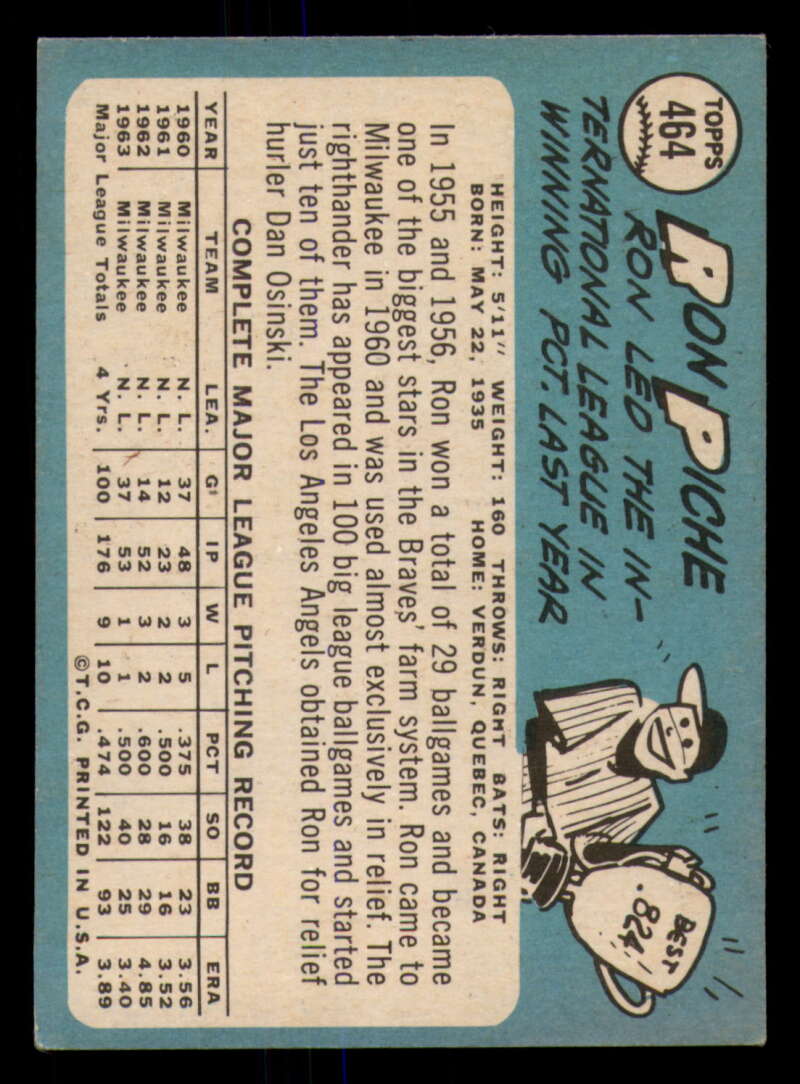 TOPPS
464
RON PICHE
RON LED THE IN-
TERNATIONAL LEAGUE IN
WINNING PCT. LAST YEAR
BEST
.824!
HEIGHT: 5'11" WEIGHT: 160 THROWS: RIGHT BATS: RIGHT
BORN: MAY 22, 1935 HOME: VERDUN, QUEBEC, CANADA
In 1955 and 1956, Ron won a total of 29 ballgames and became
one of the biggest stars in the Braves' farm system. Ron came to
Milwaukee in 1960 and was used almost exclusively in relief. The
righthander has appeared in 100 big league ballgames and started
just ten of them. The Los Angeles Angels obtained Ron for relief
hurler Dan Osinski.
COMPLETE MAJOR LEAGUE PITCHING RECORD
YEAR TEAM LEA. G IP W L PCT SO BB ERA
1960 Milwaukee N. L. 37 48 3 5 .375 38 23 3.56
1961 Milwaukee N. L. 12 23 2 2 .500 16 16 3.52
1962 Milwaukee N. L. 14 52 3 2 .600 28 29 4.85
1963 Milwaukee N. L. 37 53 1 1 .500 40 25 3.40
Major League Totals 4 Yrs. 100 176 9 10 .474 122 93 3.89
©T.C.G. PRINTED IN U.S.A.